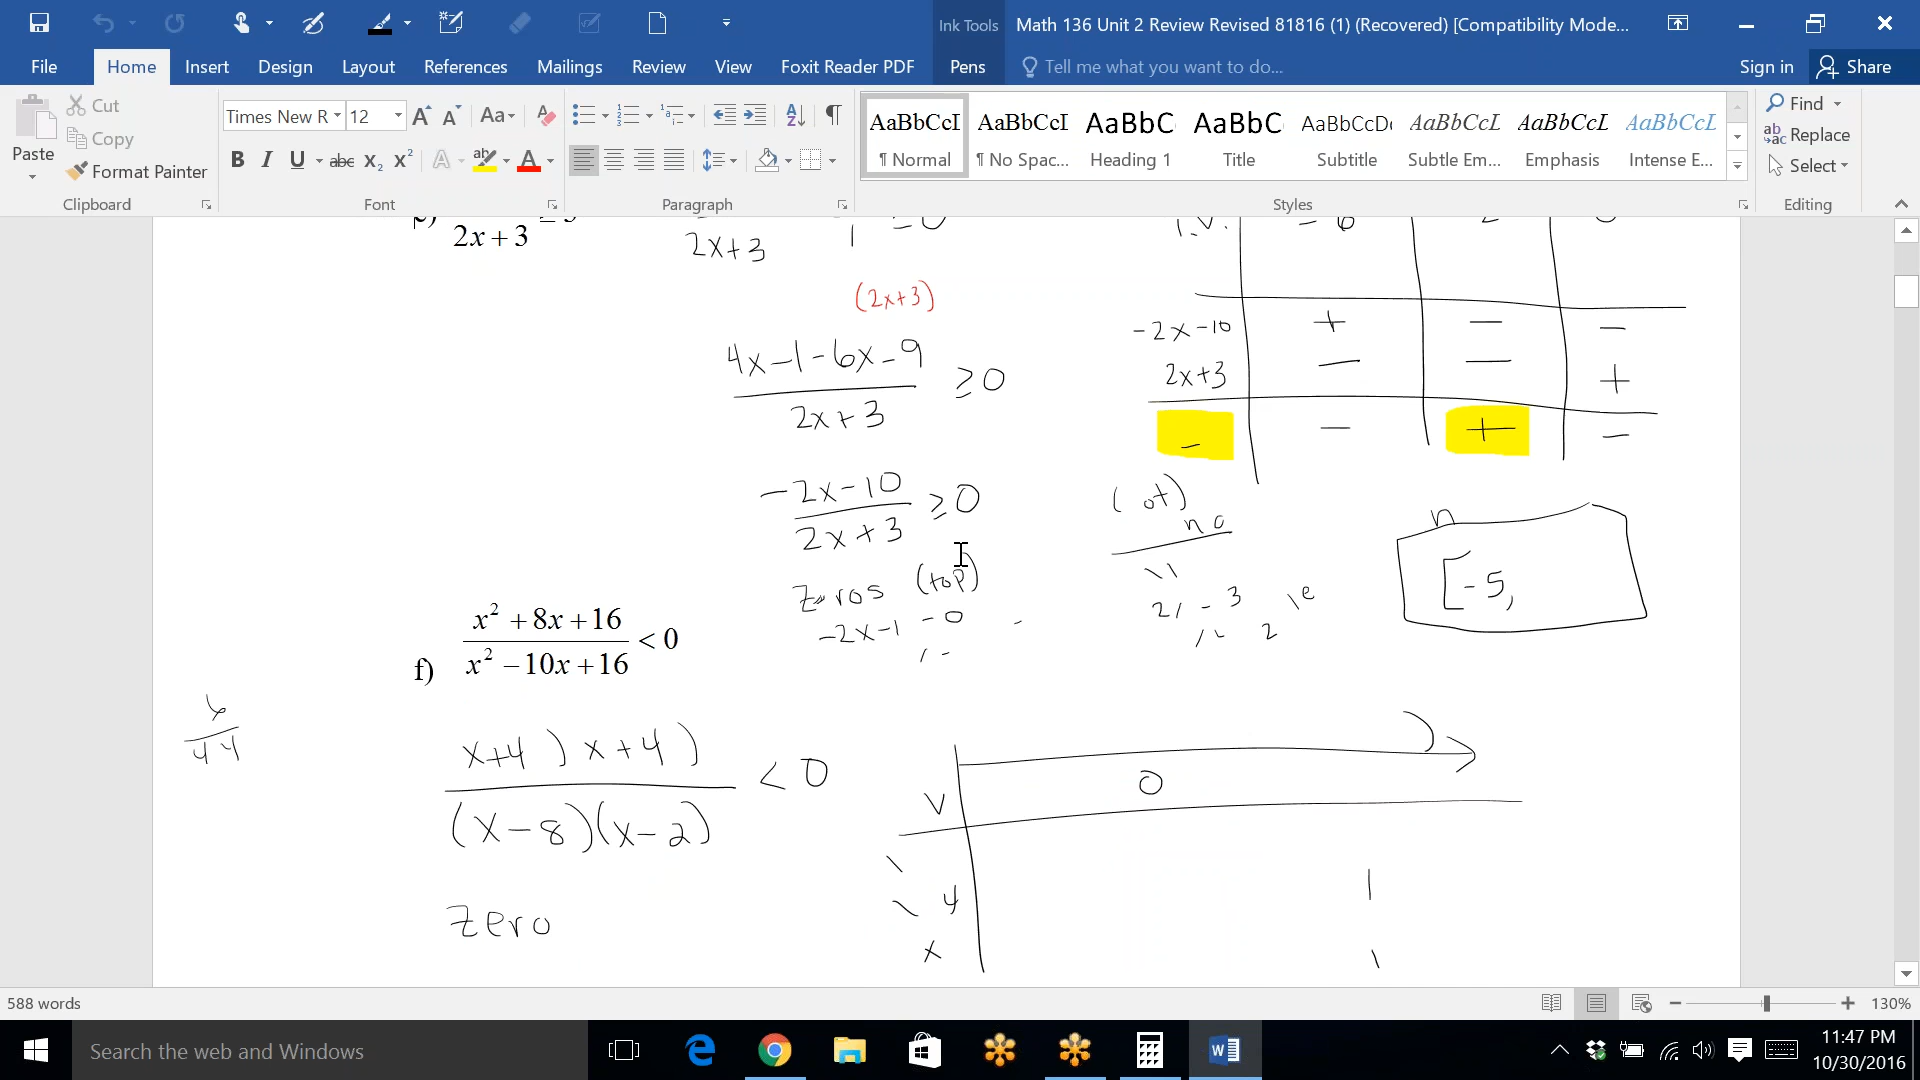 Ink Tools
Math 136 Unit 2 Review Revised 81816 (1) (Recovered) [Compatibility Mode...
File Home Insert Design Layout References Mailings Review View Foxit Reader PDF Pens Tell me what you want to do... Sign in Share
Paste Cut Copy Format Painter
Times New R 12
AaBbCcI AaBbCcI AaBbC AaBbC AaBbCcD AaBbCcL AaBbCcL AaBbCcL
¶ Normal ¶ No Spac... Heading 1 Title Subtitle Subtle Em... Emphasis Intense E...
Find Replace Select
Clipboard Font Paragraph Styles Editing
2x + 3
2x+3 1 ≥0
(2x+3)
4x-1-6x-9
2x+3
≥0
-2x-10
2x+3
≥0
zeros (top)
-2x-10 + - -
2x+3 - - +
- - + -
[-5,
f) x² + 8x + 16
x² − 10x + 16
< 0
x+4)x+4)
(x-8)(x-2)
< 0
zero
0
588 words
130%
Search the web and Windows
11:47 PM
10/30/2016